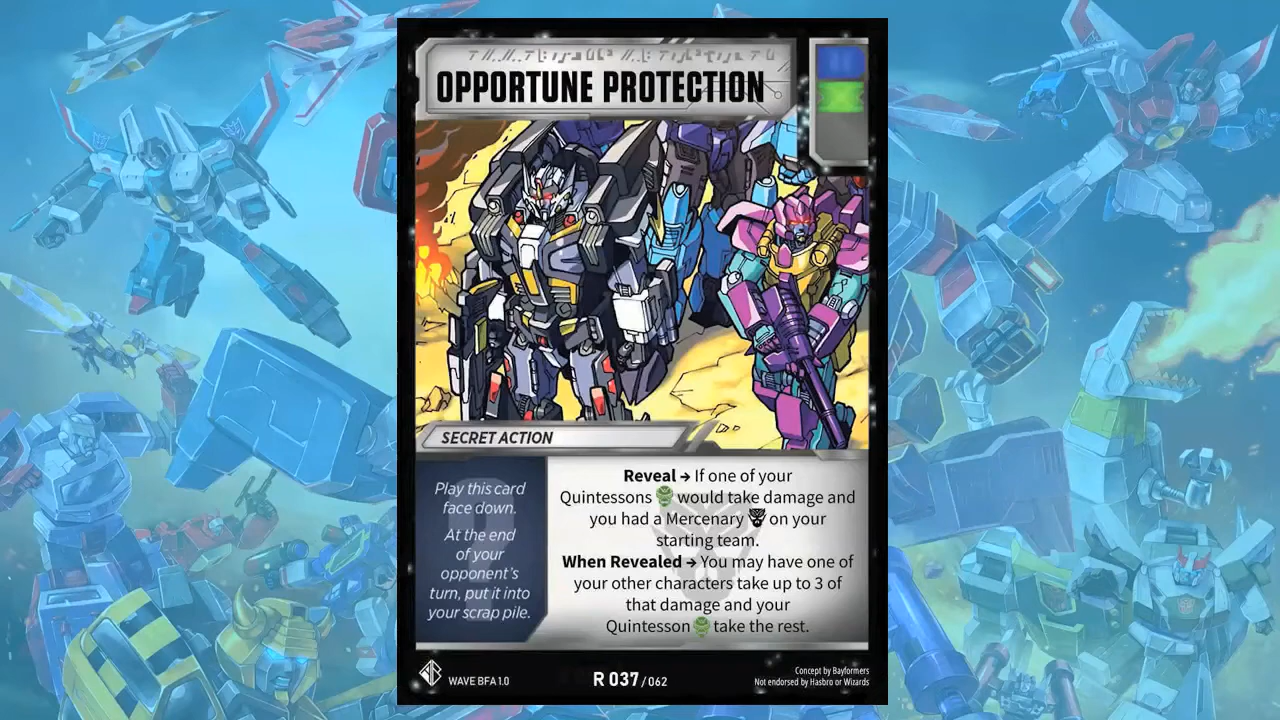 OPPORTUNE PROTECTION
SECRET ACTION
Play this card
face down.
At the end
of your
opponent's
turn, put it into
your scrap pile.
Reveal → If one of your
Quintessons would take damage and
you had a Mercenary on your
starting team.
When Revealed → You may have one of
your other characters take up to 3 of
that damage and your
Quintesson take the rest.
WAVE BFA 1.0
R 037/062
Concept by Bayformers
Not endorsed by Hasbro or Wizards